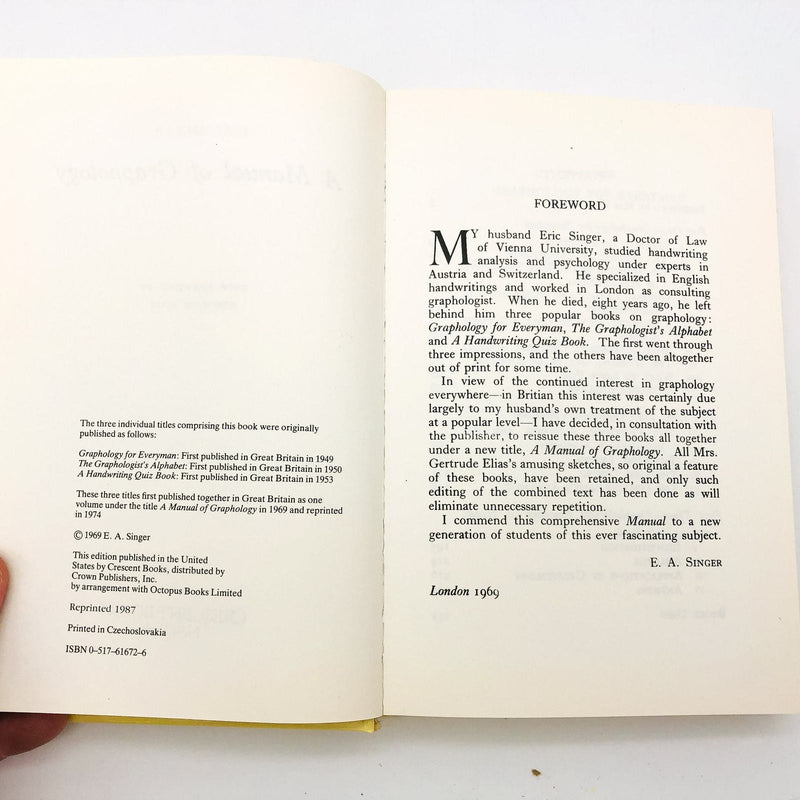 The three individual titles comprising this book were originally
published as follows:
Graphology for Everyman: First published in Great Britain in 1949
The Graphologist's Alphabet: First published in Great Britain in 1950
A Handwriting Quiz Book: First published in Great Britain in 1953
These three titles first published together in Great Britain as one
volume under the title A Manual of Graphology in 1969 and reprinted
in 1974
© 1969 E. A. Singer
This edition published in the United
States by Crescent Books, distributed by
Crown Publishers, Inc.
by arrangement with Octopus Books Limited
Reprinted 1987
Printed in Czechoslovakia
ISBN 0–517–61672–6
FOREWORD
MY husband Eric Singer, a Doctor of Law
of Vienna University, studied handwriting
analysis and psychology under experts in
Austria and Switzerland. He specialized in English
handwritings and worked in London as consulting
graphologist. When he died, eight years ago, he left
behind him three popular books on graphology:
Graphology for Everyman, The Graphologist's Alphabet
and A Handwriting Quiz Book. The first went through
three impressions, and the others have been altogether
out of print for some time.
In view of the continued interest in graphology
everywhere—in Britian this interest was certainly due
largely to my husband's own treatment of the subject
at a popular level—I have decided, in consultation with
the publisher, to reissue these three books all together
under a new title, A Manual of Graphology. All Mrs.
Gertrude Elias's amusing sketches, so original a feature
of these books, have been retained, and only such
editing of the combined text has been done as will
eliminate unnecessary repetition.
I commend this comprehensive Manual to a new
generation of students of this ever fascinating subject.
E. A. Singer
London 1969